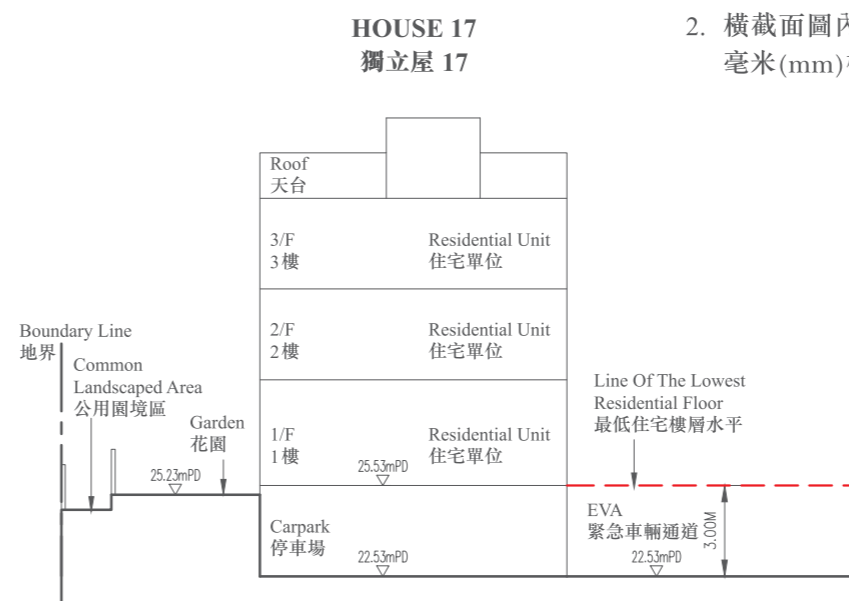 HOUSE 17
獨立屋 17
2. 橫截面圖
毫米(mm)
Roof
天台
3/F
3樓
Residential Unit
住宅單位
2/F
2樓
Residential Unit
住宅單位
Boundary Line
地界
Common
Landscaped Area
公用園境區
Garden
花園
25.23mPD
1/F
1樓
25.53mPD
Residential Unit
住宅單位
Line Of The Lowest
Residential Floor
最低住宅樓層水平
Carpark
停車場
22.53mPD
EVA
緊急車輛通道
22.53mPD
3.00M